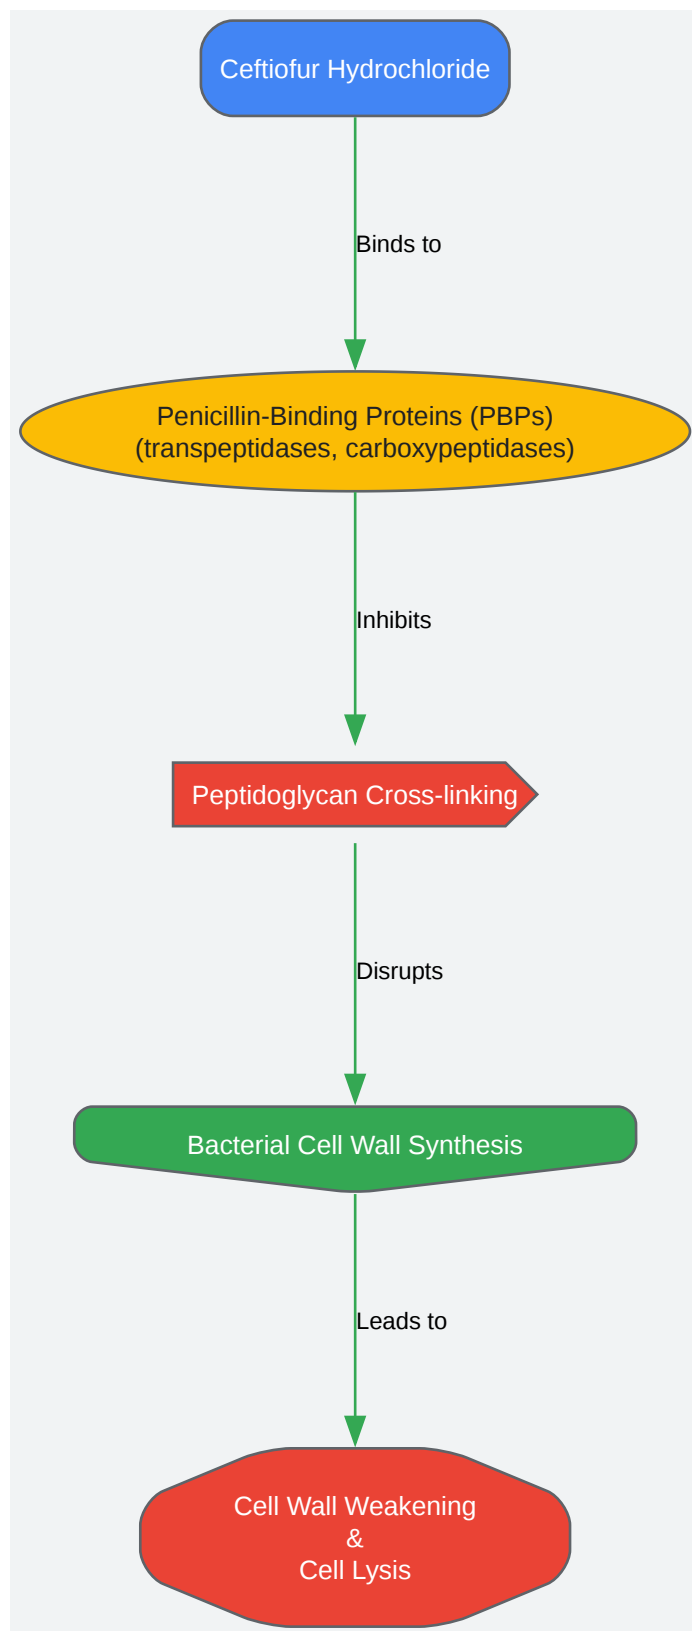 Ceftiofur Hydrochloride
Binds to
Penicillin-Binding Proteins (PBPs)
(transpeptidases, carboxypeptidases)
Inhibits
Peptidoglycan Cross-linking
Disrupts
Bacterial Cell Wall Synthesis
Leads to
Cell Wall Weakening
&
Cell Lysis